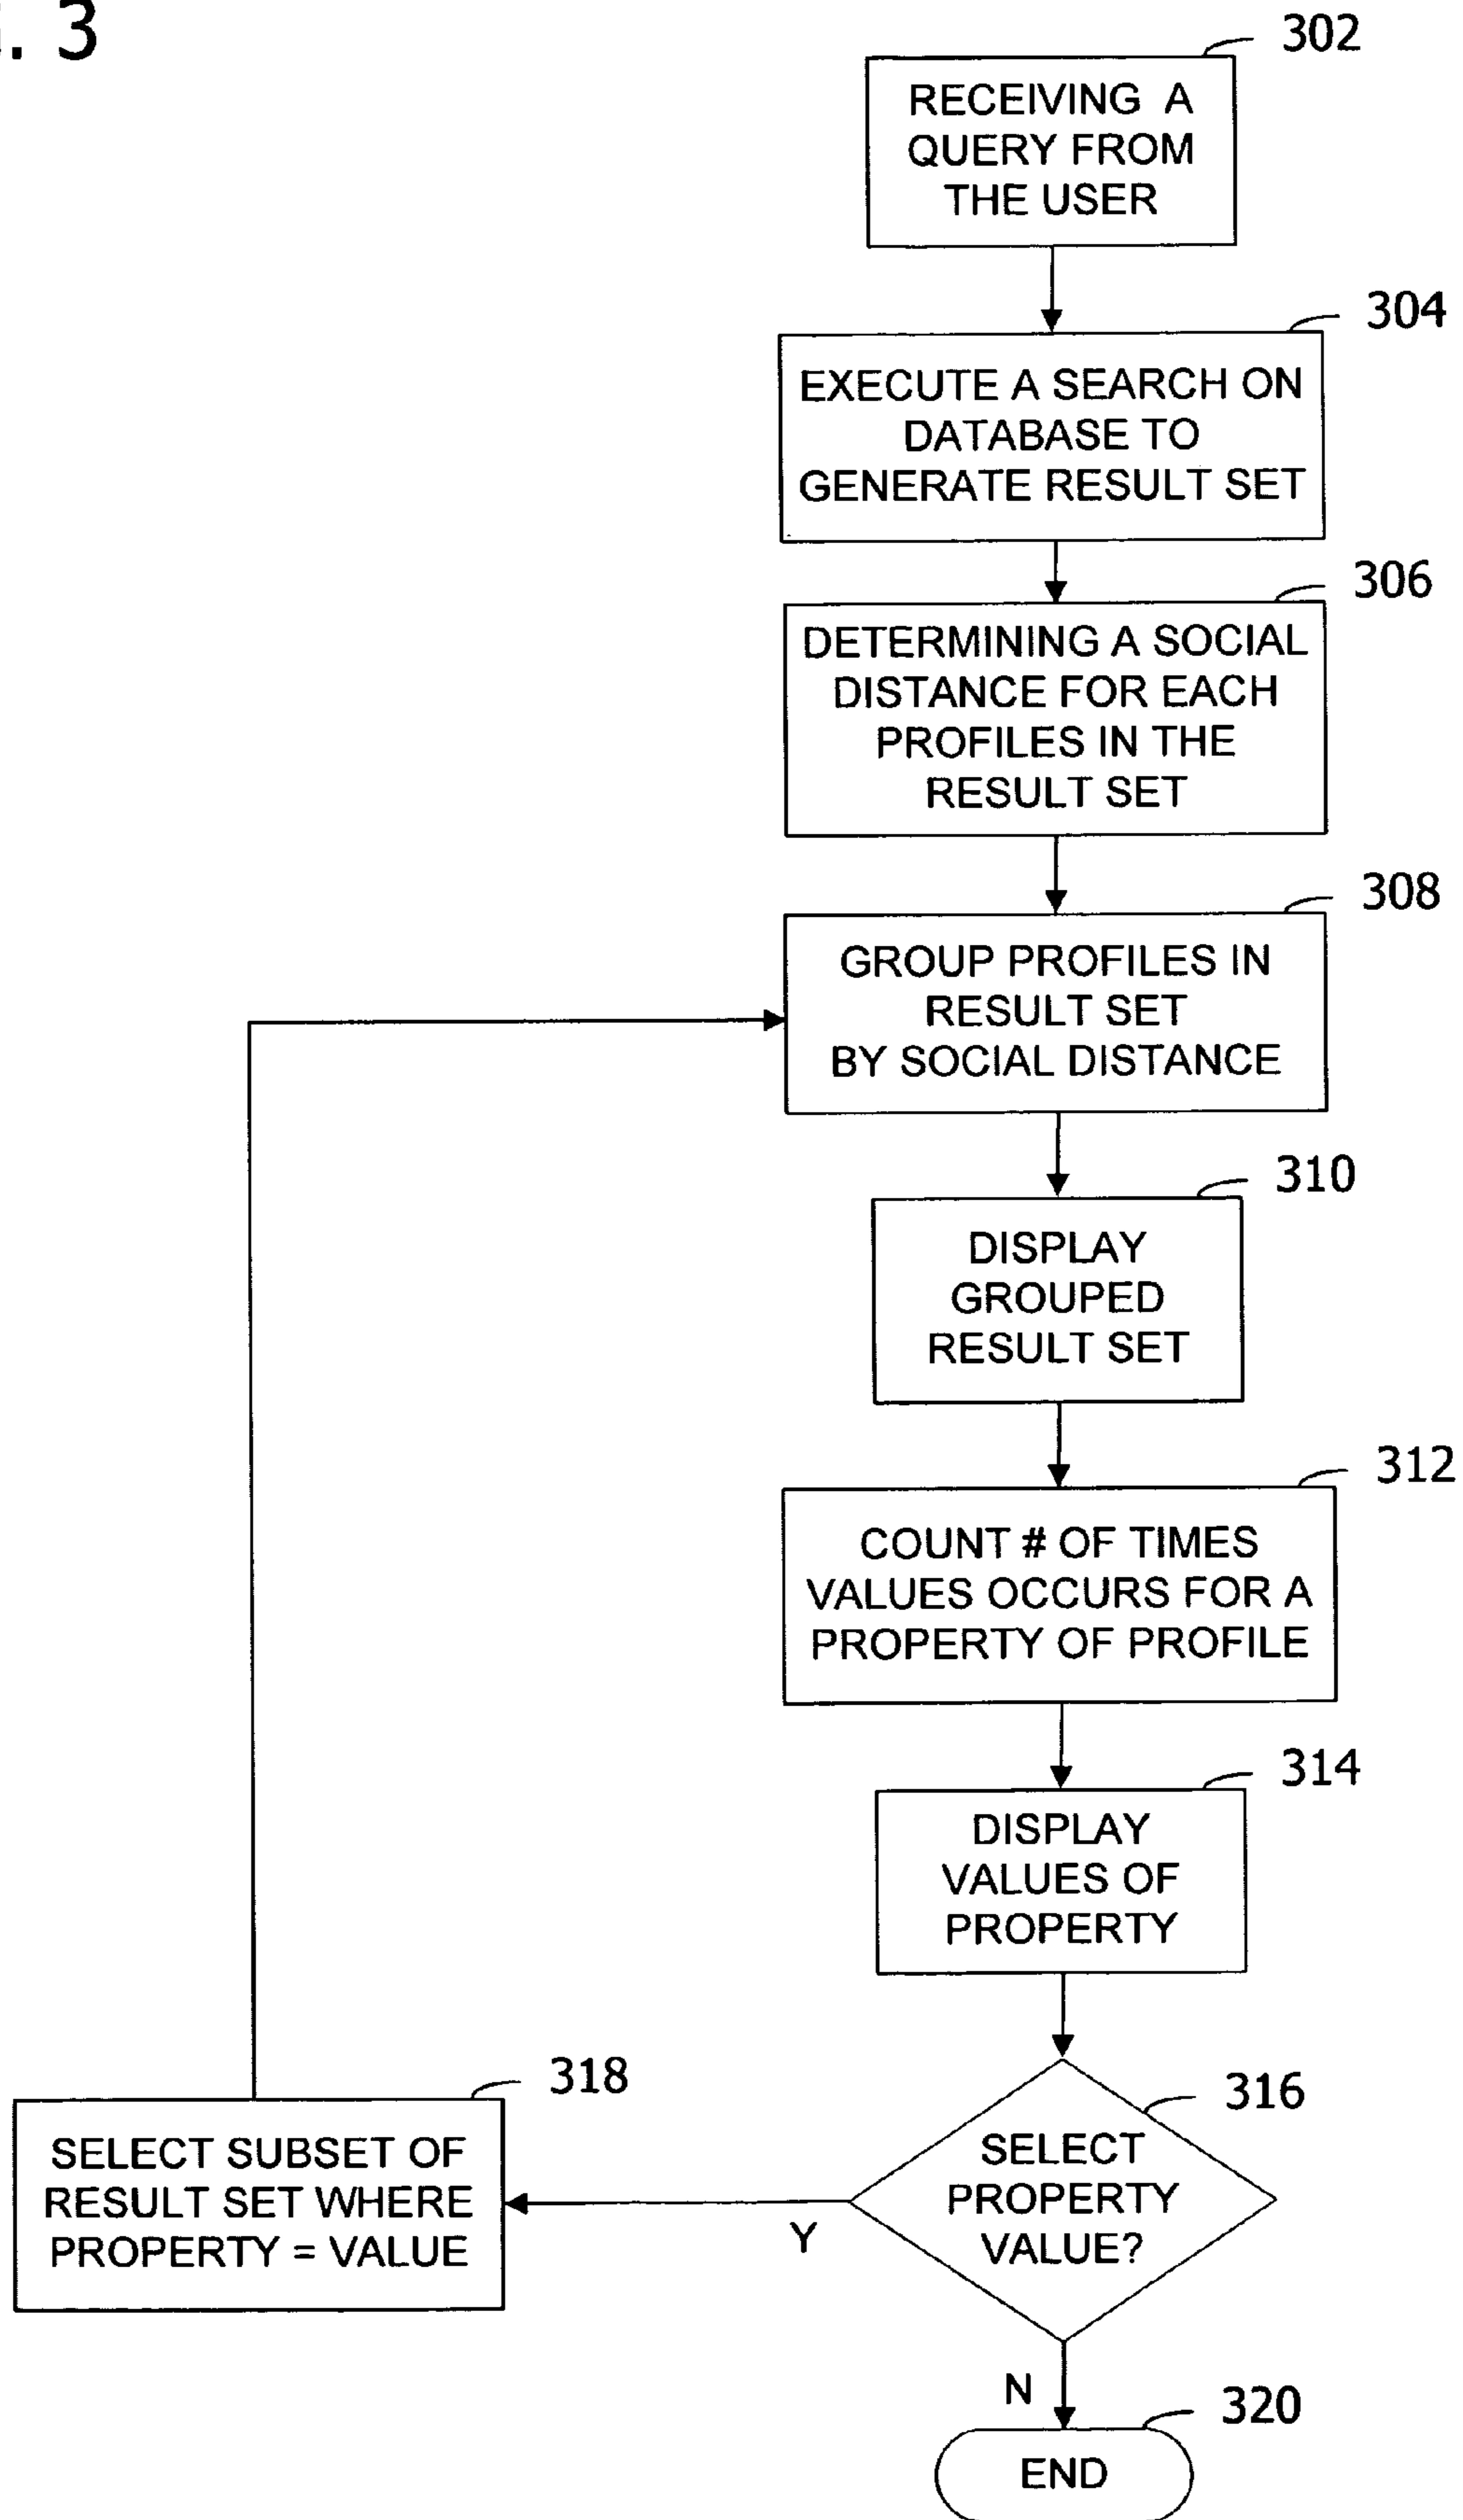 . 3
302
RECEIVING A
QUERY FROM
THE USER
304
EXECUTE A SEARCH ON
DATABASE TO
GENERATE RESULT SET
306
DETERMINING A SOCIAL
DISTANCE FOR EACH
PROFILES IN THE
RESULT SET
308
GROUP PROFILES IN
RESULT SET
BY SOCIAL DISTANCE
310
DISPLAY
GROUPED
RESULT SET
312
COUNT # OF TIMES
VALUES OCCURS FOR A
PROPERTY OF PROFILE
314
DISPLAY
VALUES OF
PROPERTY
316
SELECT
PROPERTY
VALUE?
Y
318
SELECT SUBSET OF
RESULT SET WHERE
PROPERTY = VALUE
N
320
END